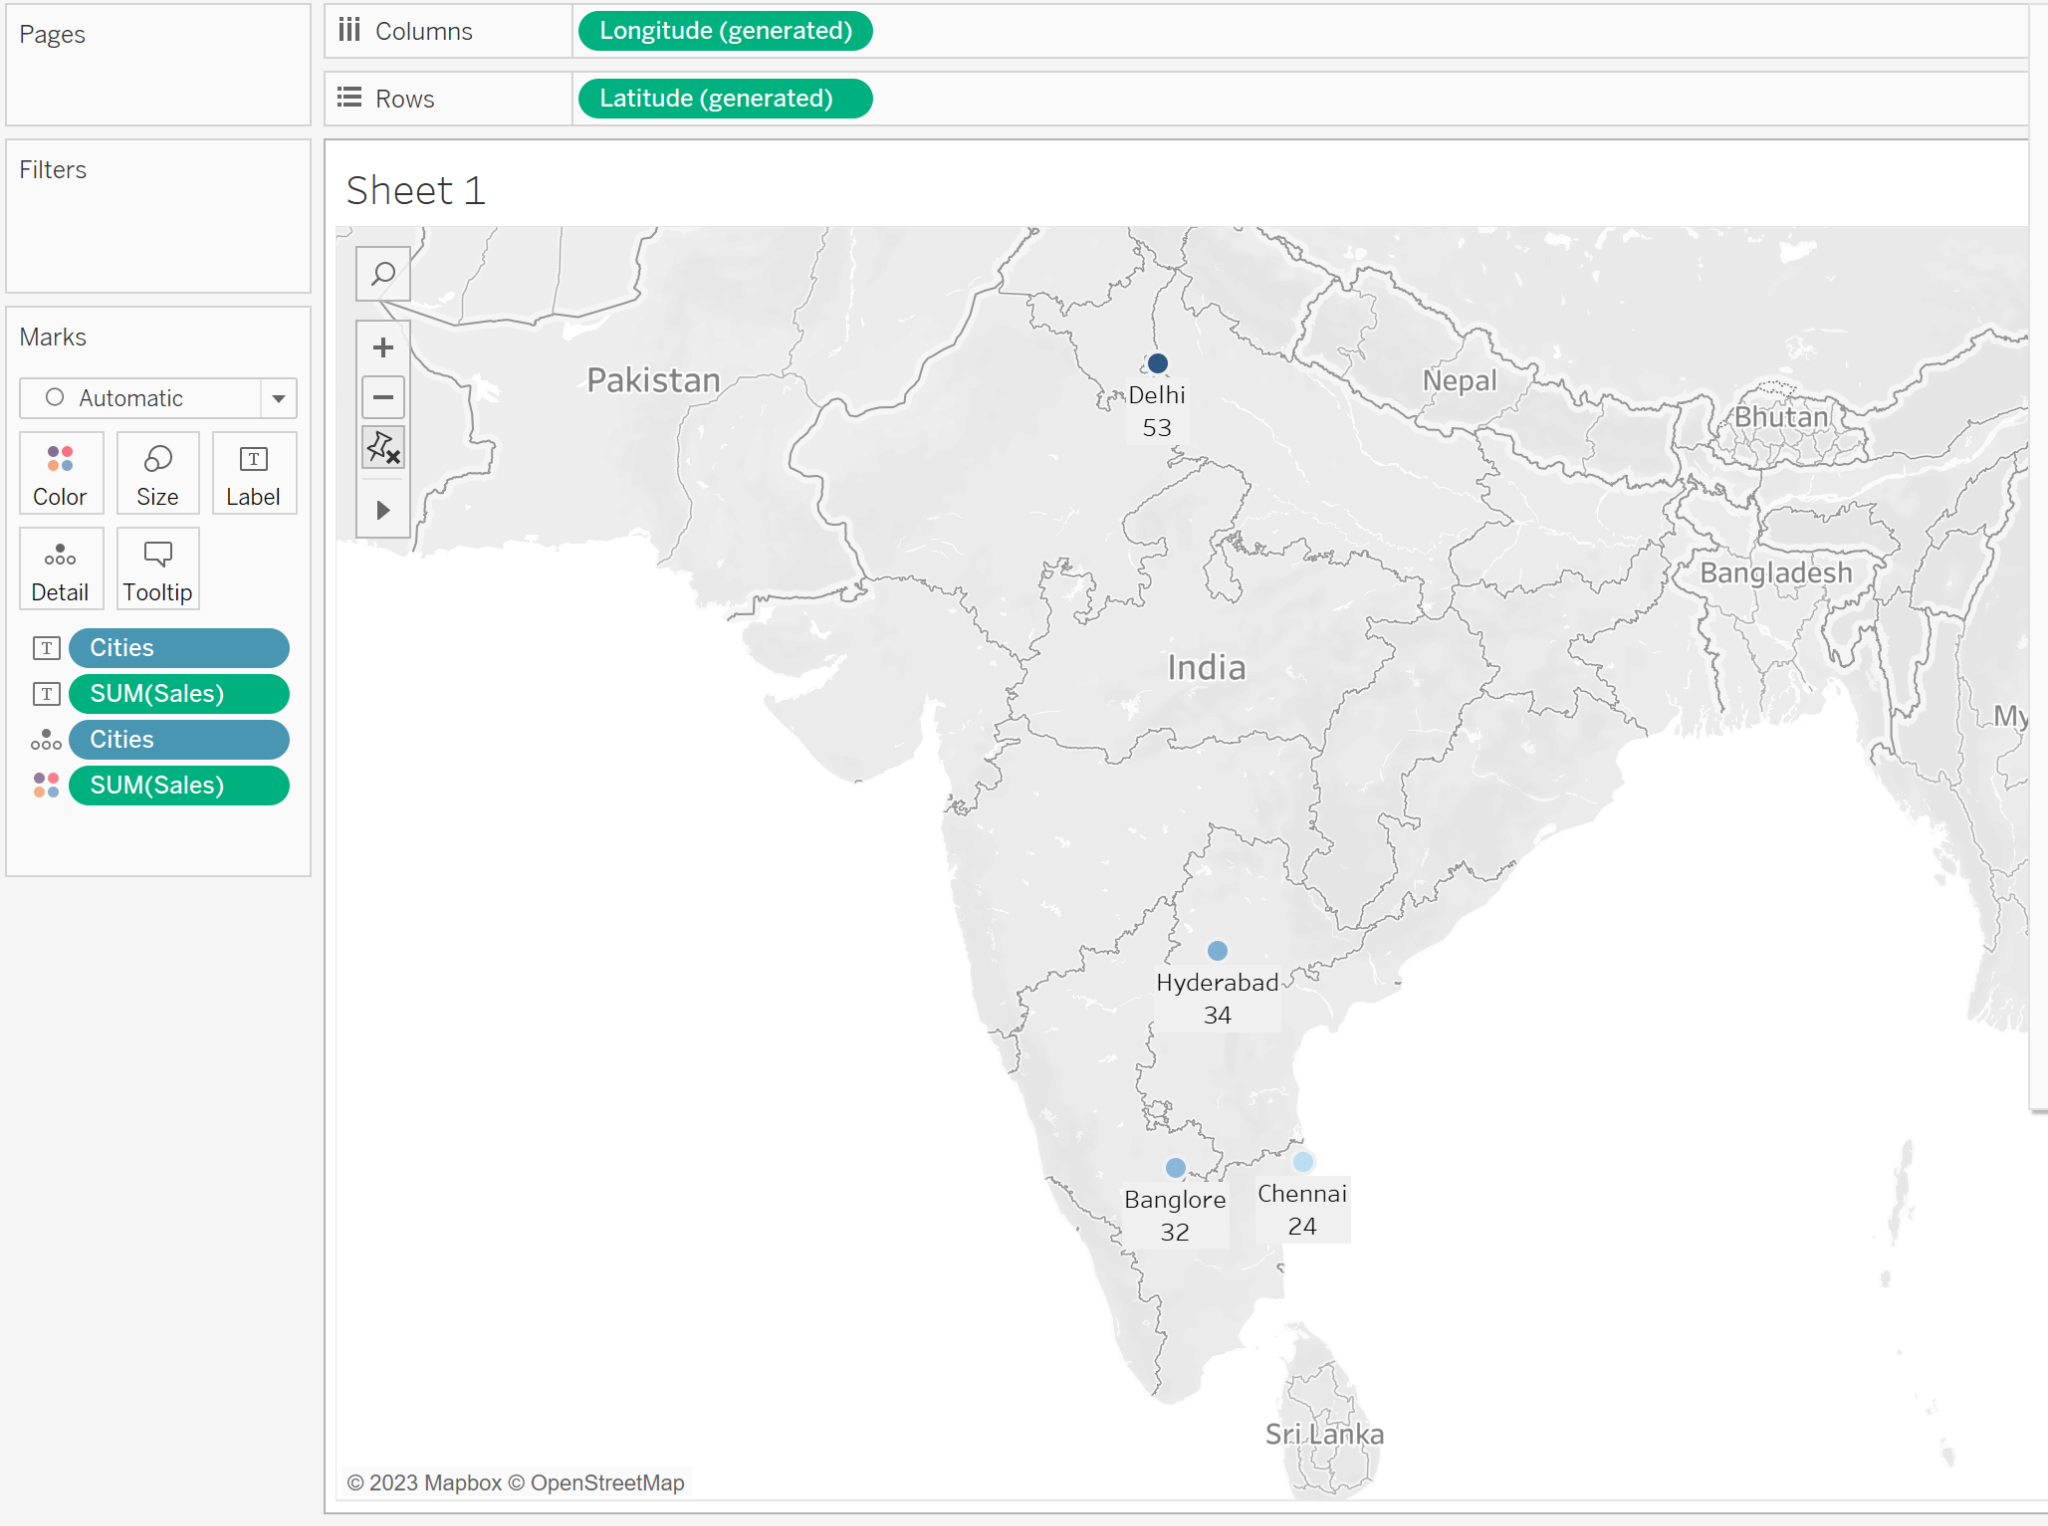 Pages
Columns
Longitude (generated)
Rows
Latitude (generated)
Filters
Sheet 1
Marks
Automatic
Color
Size
T
Label
Detail
Tooltip
T
Cities
T
SUM(Sales)
Cities
SUM(Sales)
Pakistan
Delhi
53
Nepal
Bhutan
Bangladesh
India
My
Hyderabad
34
Banglore
32
Chennai
24
Sri Lanka
© 2023 Mapbox © OpenStreetMap